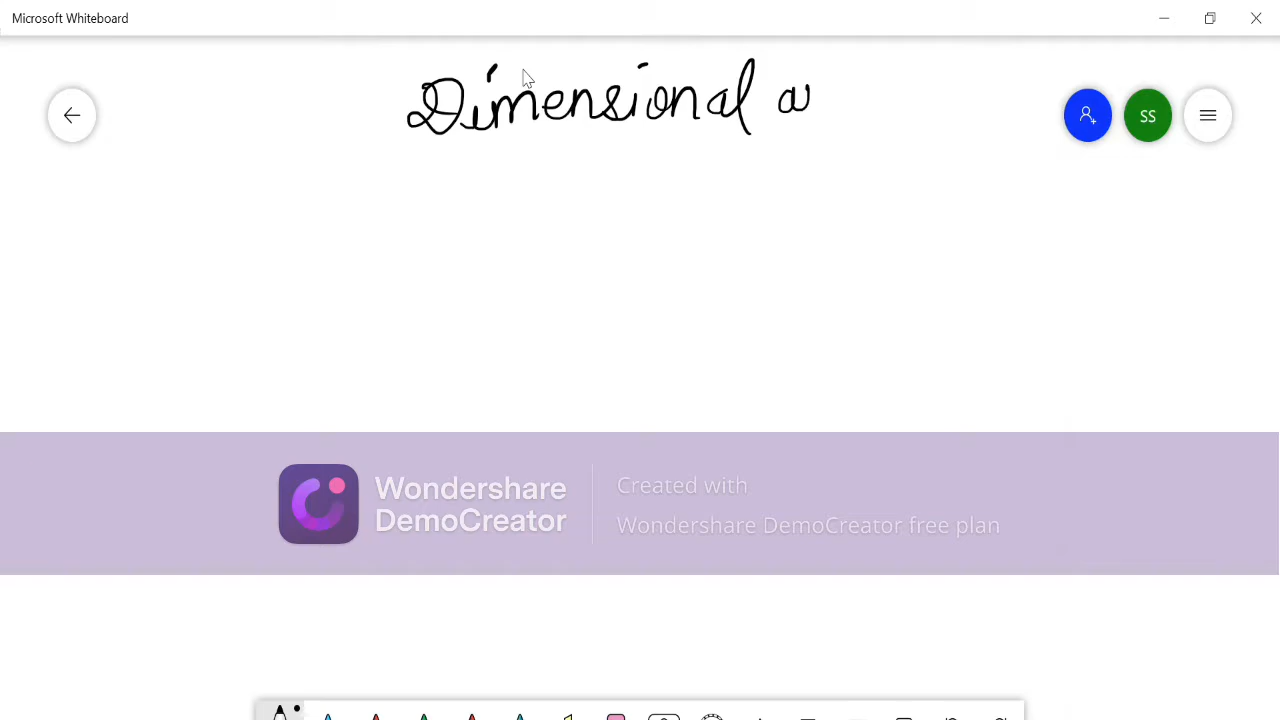 Microsoft Whiteboard
Dimensional a
SS
Wondershare
DemoCreator
Created with
Wondershare DemoCreator free plan